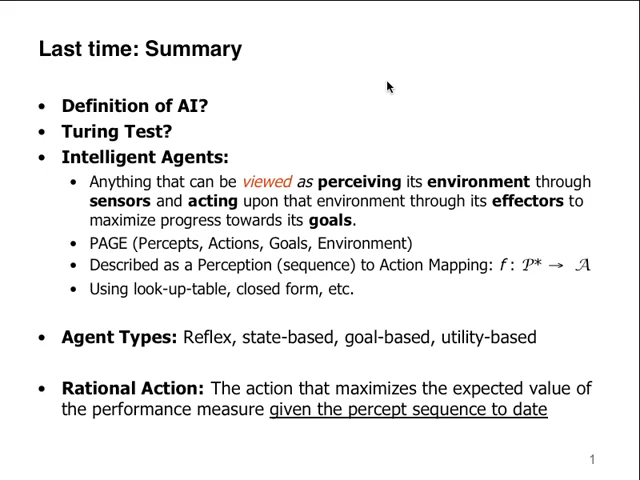 Last time: Summary
• Definition of AI?
• Turing Test?
• Intelligent Agents:
• Anything that can be viewed as perceiving its environment through
sensors and acting upon that environment through its effectors to
maximize progress towards its goals.
• PAGE (Percepts, Actions, Goals, Environment)
• Described as a Perception (sequence) to Action Mapping: f : 𝒫* → 𝒜
• Using look-up-table, closed form, etc.
• Agent Types: Reflex, state-based, goal-based, utility-based
• Rational Action: The action that maximizes the expected value of
the performance measure given the percept sequence to date
1